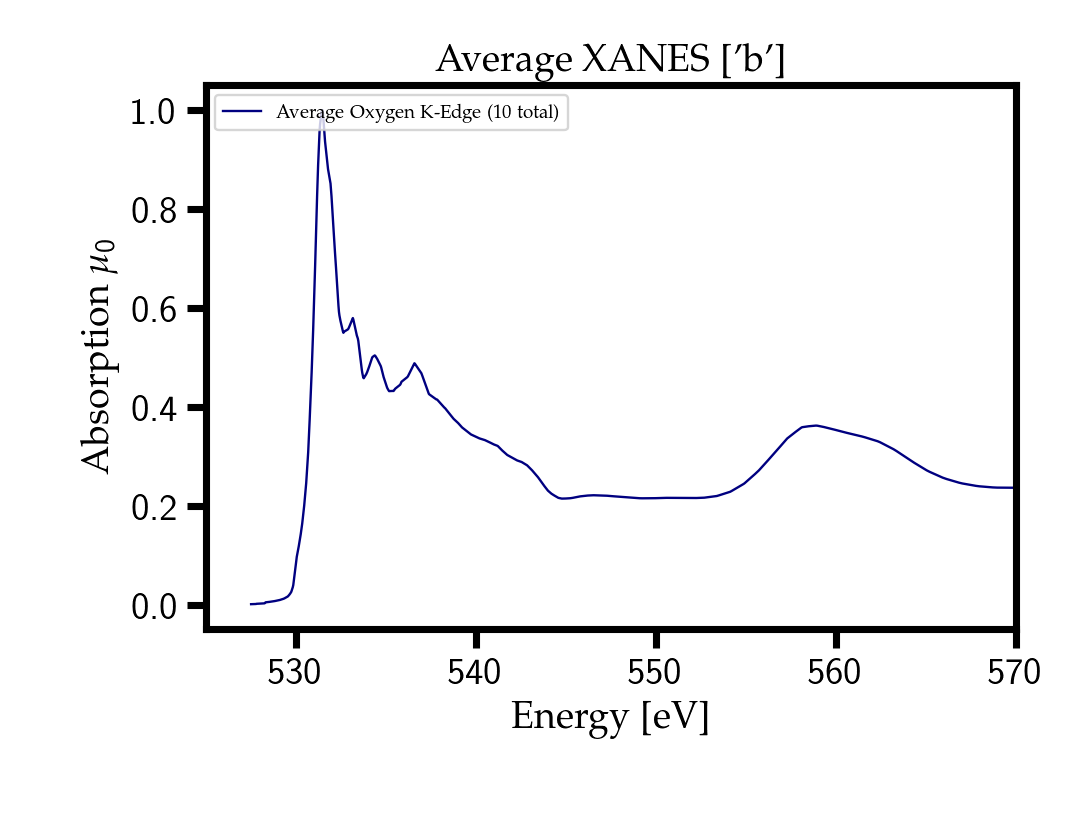 Average XANES ['b']
Average Oxygen K-Edge (10 total)
Absorption μ0
1.0
0.8
0.6
0.4
0.2
0.0
530
540
550
560
570
Energy [eV]